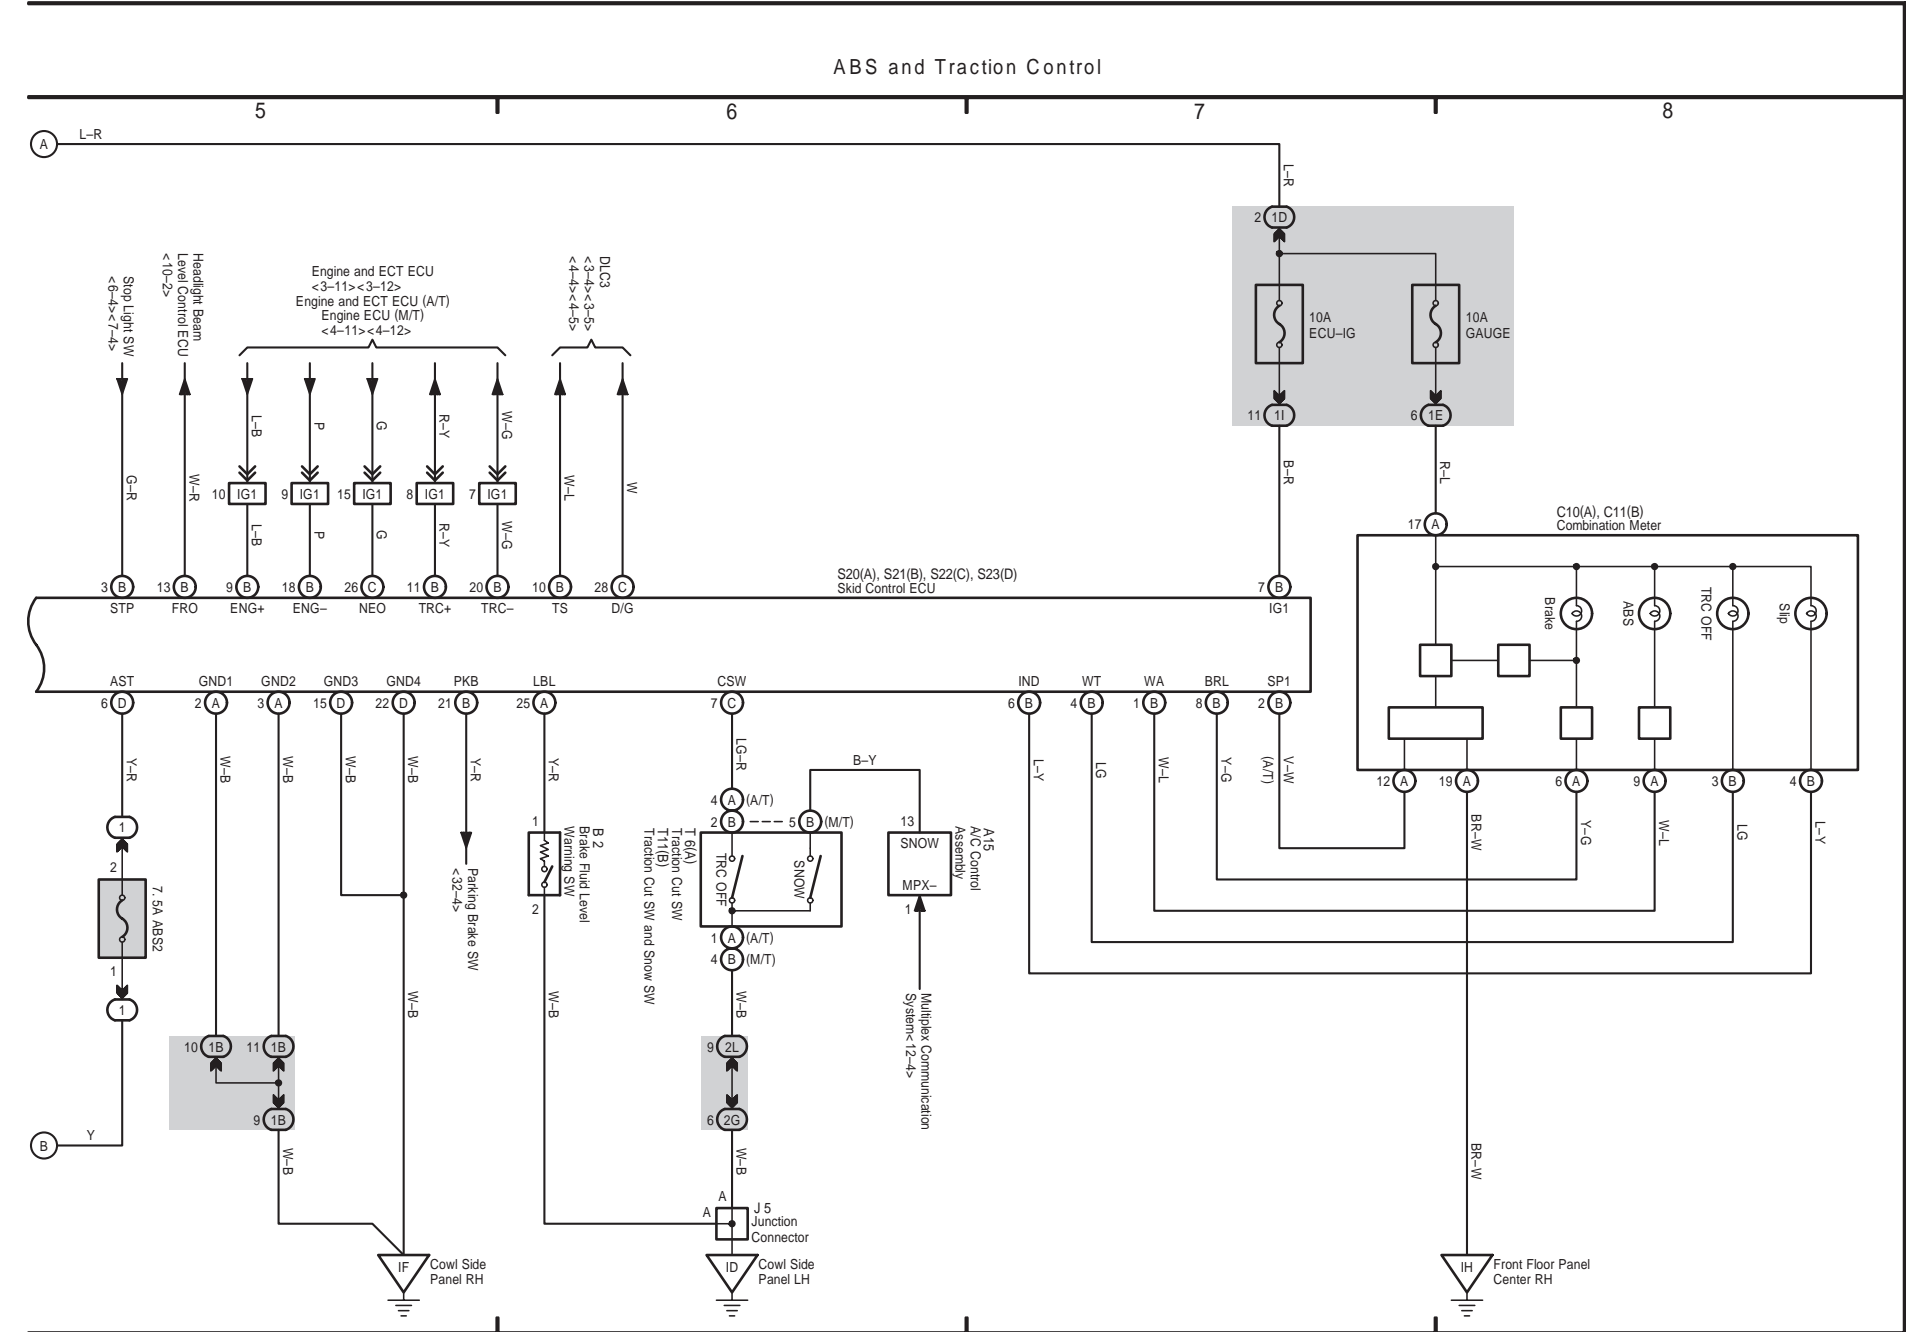 ABS and Traction Control
5
6
7
8
A
L–R
L–R
2
1D
10A
ECU–IG
10A
GAUGE
11
1I
6
1E
B–R
R–L
Stop Light SW
<6–4><7–4>
Headlight Beam
Level Control ECU
<10–2>
Engine and ECT ECU
<3–11><3–12>
Engine and ECT ECU (A/T)
Engine ECU (M/T)
<4–11><4–12>
DLC3
<3–4><3–5>
<4–4><4–5>
L–B
P
G
R–Y
W–G
G–R
W–R
10
IG1
9
IG1
15
IG1
8
IG1
7
IG1
W–L
W
L–B
P
G
R–Y
W–G
3
B
13
B
9
B
18
B
26
C
11
B
20
B
10
B
28
C
S20(A), S21(B), S22(C), S23(D)
Skid Control ECU
7
B
STP
FRO
ENG+
ENG–
NEO
TRC+
TRC–
TS
D/G
IG1
17
A
C10(A), C11(B)
Combination Meter
Brake
ABS
TRC OFF
Slip
AST
GND1
GND2
GND3
GND4
PKB
LBL
CSW
IND
WT
WA
BRL
SP1
6
D
2
A
3
A
15
D
22
D
21
B
25
A
7
C
6
B
4
B
1
B
8
B
2
B
Y–R
W–B
W–B
W–B
W–B
Y–R
Y–R
LG–R
B–Y
L–Y
LG
W–L
Y–G
V–W
(A/T)
12
A
19
A
6
A
9
A
3
B
4
B
BR–W
Y–G
W–L
LG
L–Y
4
A
(A/T)
2
B
5
B
(M/T)
1
2
7. 5A ABS2
1
1
Parking Brake SW
<32–4>
1
2
B 2
Brake Fluid Level
Warning SW
T 6(A)
Traction Cut SW
T11(B)
Traction Cut SW and Snow SW
TRC OFF
SNOW
13
SNOW
MPX–
1
A15
A/C Control
Assembly
1
A
(A/T)
4
B
(M/T)
W–B
W–B
W–B
Multiplex Communication
System<12–4>
10
1B
11
1B
9
1B
9
2L
6
2G
B
Y
W–B
W–B
BR–W
A
A
J 5
Junction
Connector
IF
Cowl Side
Panel RH
ID
Cowl Side
Panel LH
IH
Front Floor Panel
Center RH